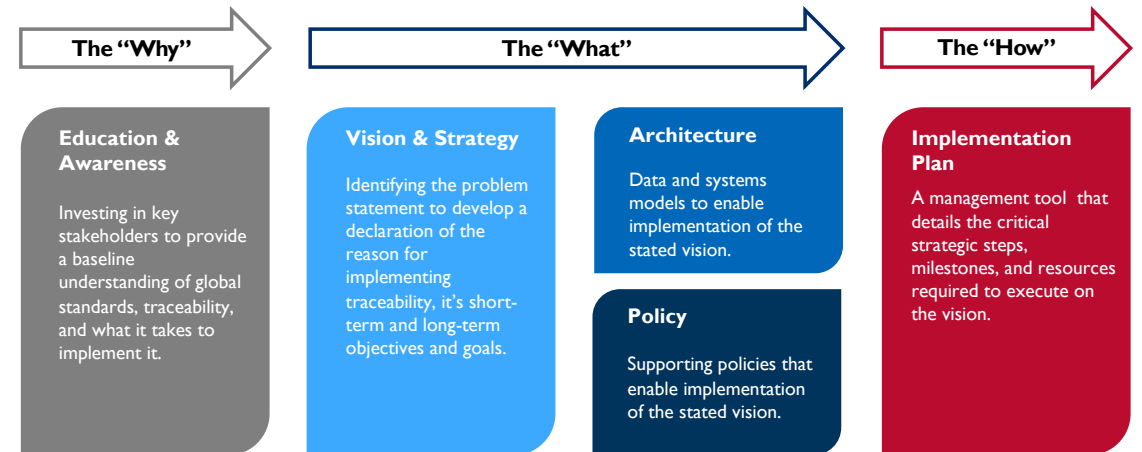 The “Why”
The “What”
The “How”
Education &
Awareness
Investing in key
stakeholders to provide
a baseline
understanding of global
standards, traceability,
and what it takes to
implement it.
Vision & Strategy
Identifying the problem
statement to develop a
declaration of the
reason for
implementing
traceability, it’s short-
term and long-term
objectives and goals.
Architecture
Data and systems
models to enable
implementation of the
stated vision.
Policy
Supporting policies that
enable implementation
of the stated vision.
Implementation
Plan
A management tool that
details the critical
strategic steps,
milestones, and resources
required to execute on
the vision.